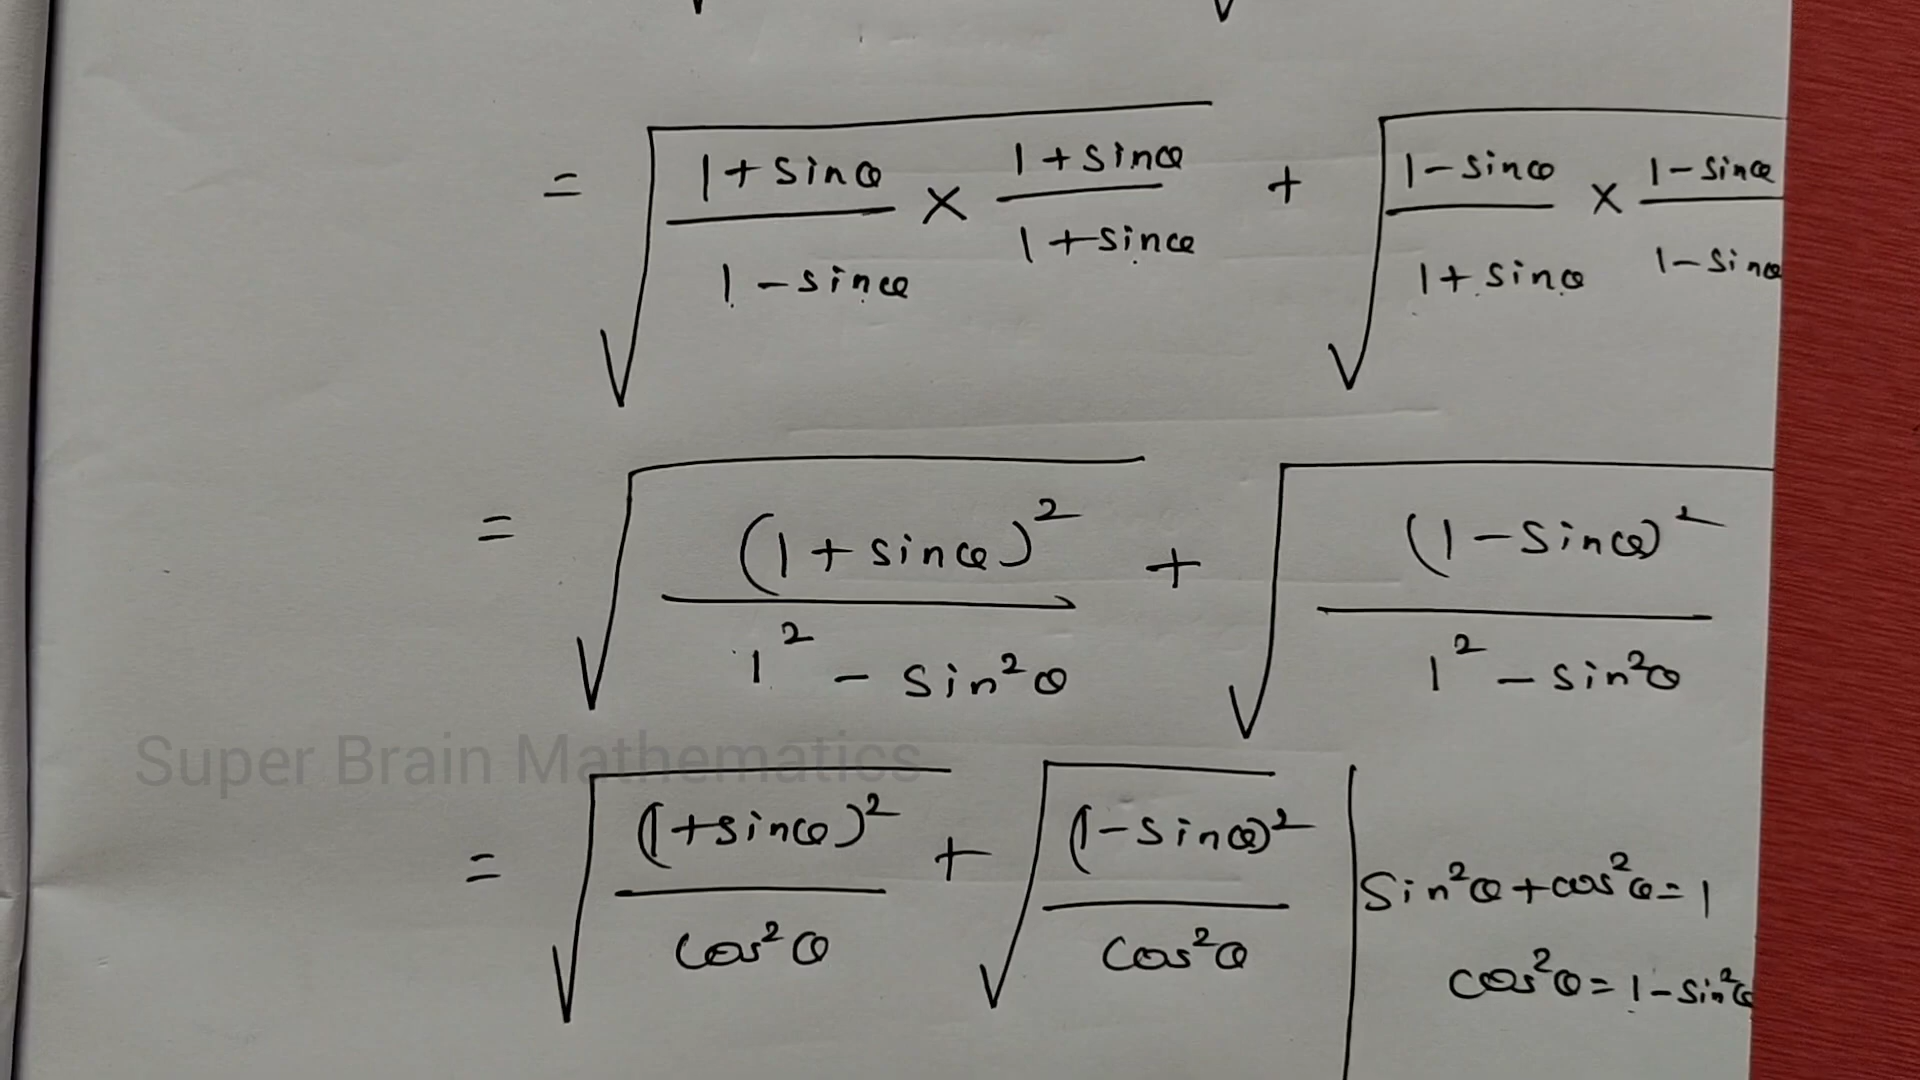 = √((1+sinθ)/(1-sinθ) × (1+sinθ)/(1+sinθ)) + √((1-sinθ)/(1+sinθ) × (1-sinθ)/(1-sinθ))
= √((1+sinθ)²/(1²-sin²θ)) + √((1-sinθ)²/(1²-sin²θ))
Super Brain Mathematics
= √((1+sinθ)²/cos²θ) + √((1-sinθ)²/cos²θ)
Sin²θ+cos²θ=1
cos²θ=1-sin²θ